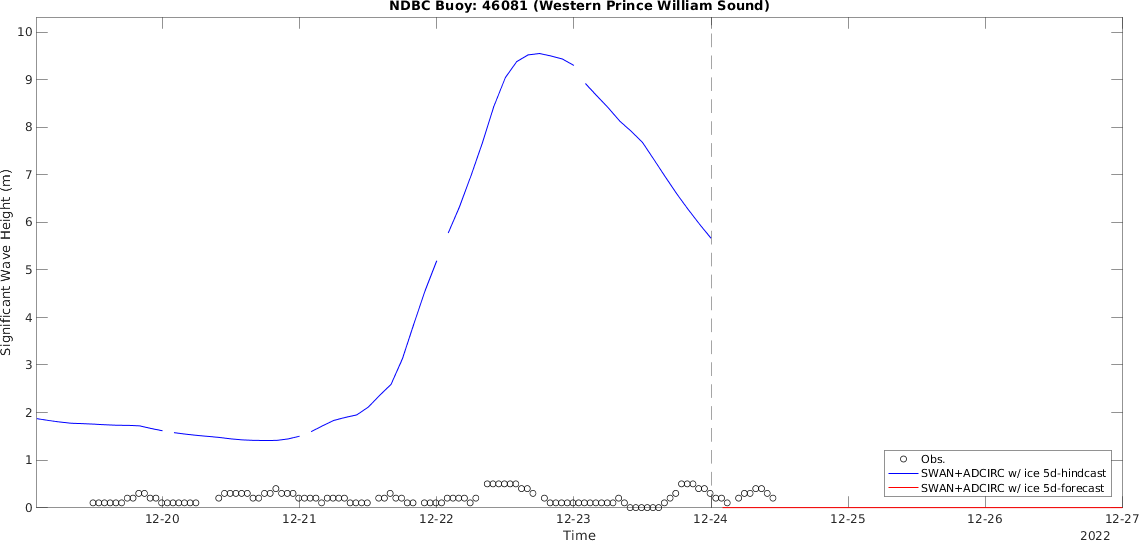 NDBC Buoy: 46081 (Western Prince William Sound)
10
9
8
7
6
5
4
3
2
1
0
Significant Wave Height (m)
Obs.
SWAN+ADCIRC w/ ice 5d-hindcast
SWAN+ADCIRC w/ ice 5d-forecast
12-20 12-21 12-22 12-23 12-24 12-25 12-26 12-27
Time
2022